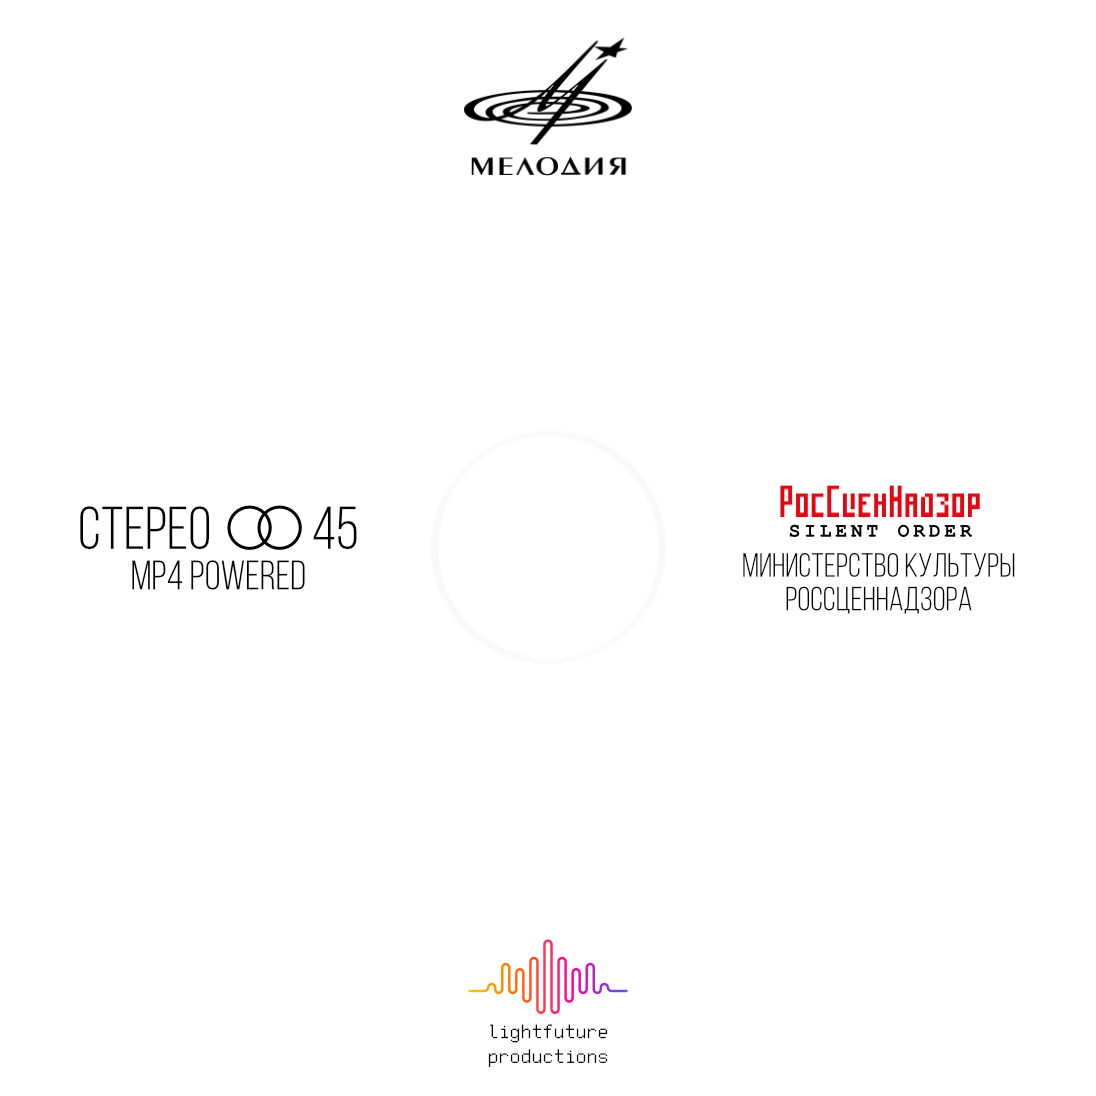 МЕЛОДИЯ
СТЕРЕО 45
MP4 POWERED
РосСценНадзор
SILENT ORDER
МИНИСТЕРСТВО КУЛЬТУРЫ
РОССЦЕННАДЗОРА
lightfuture
productions